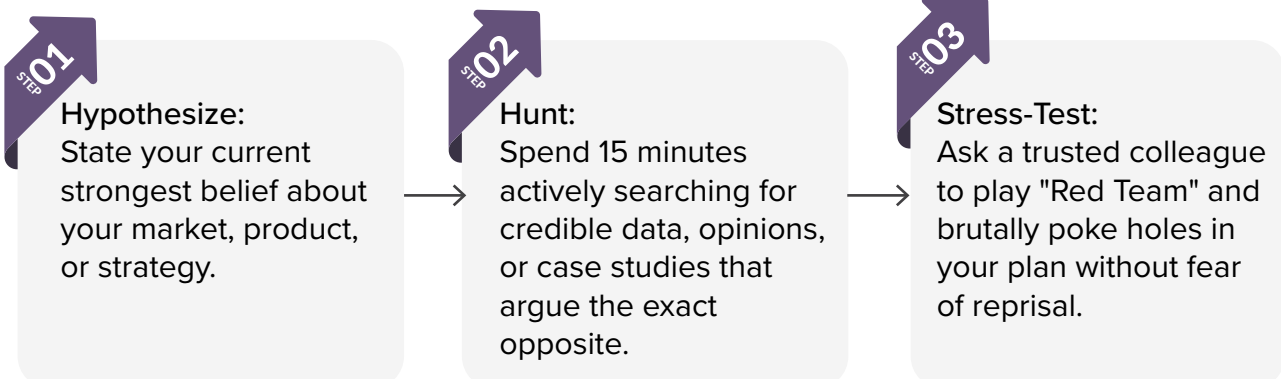 STEP 01
Hypothesize:
State your current
strongest belief about
your market, product,
or strategy.
STEP 02
Hunt:
Spend 15 minutes
actively searching for
credible data, opinions,
or case studies that
argue the exact
opposite.
STEP 03
Stress-Test:
Ask a trusted colleague
to play "Red Team" and
brutally poke holes in
your plan without fear
of reprisal.